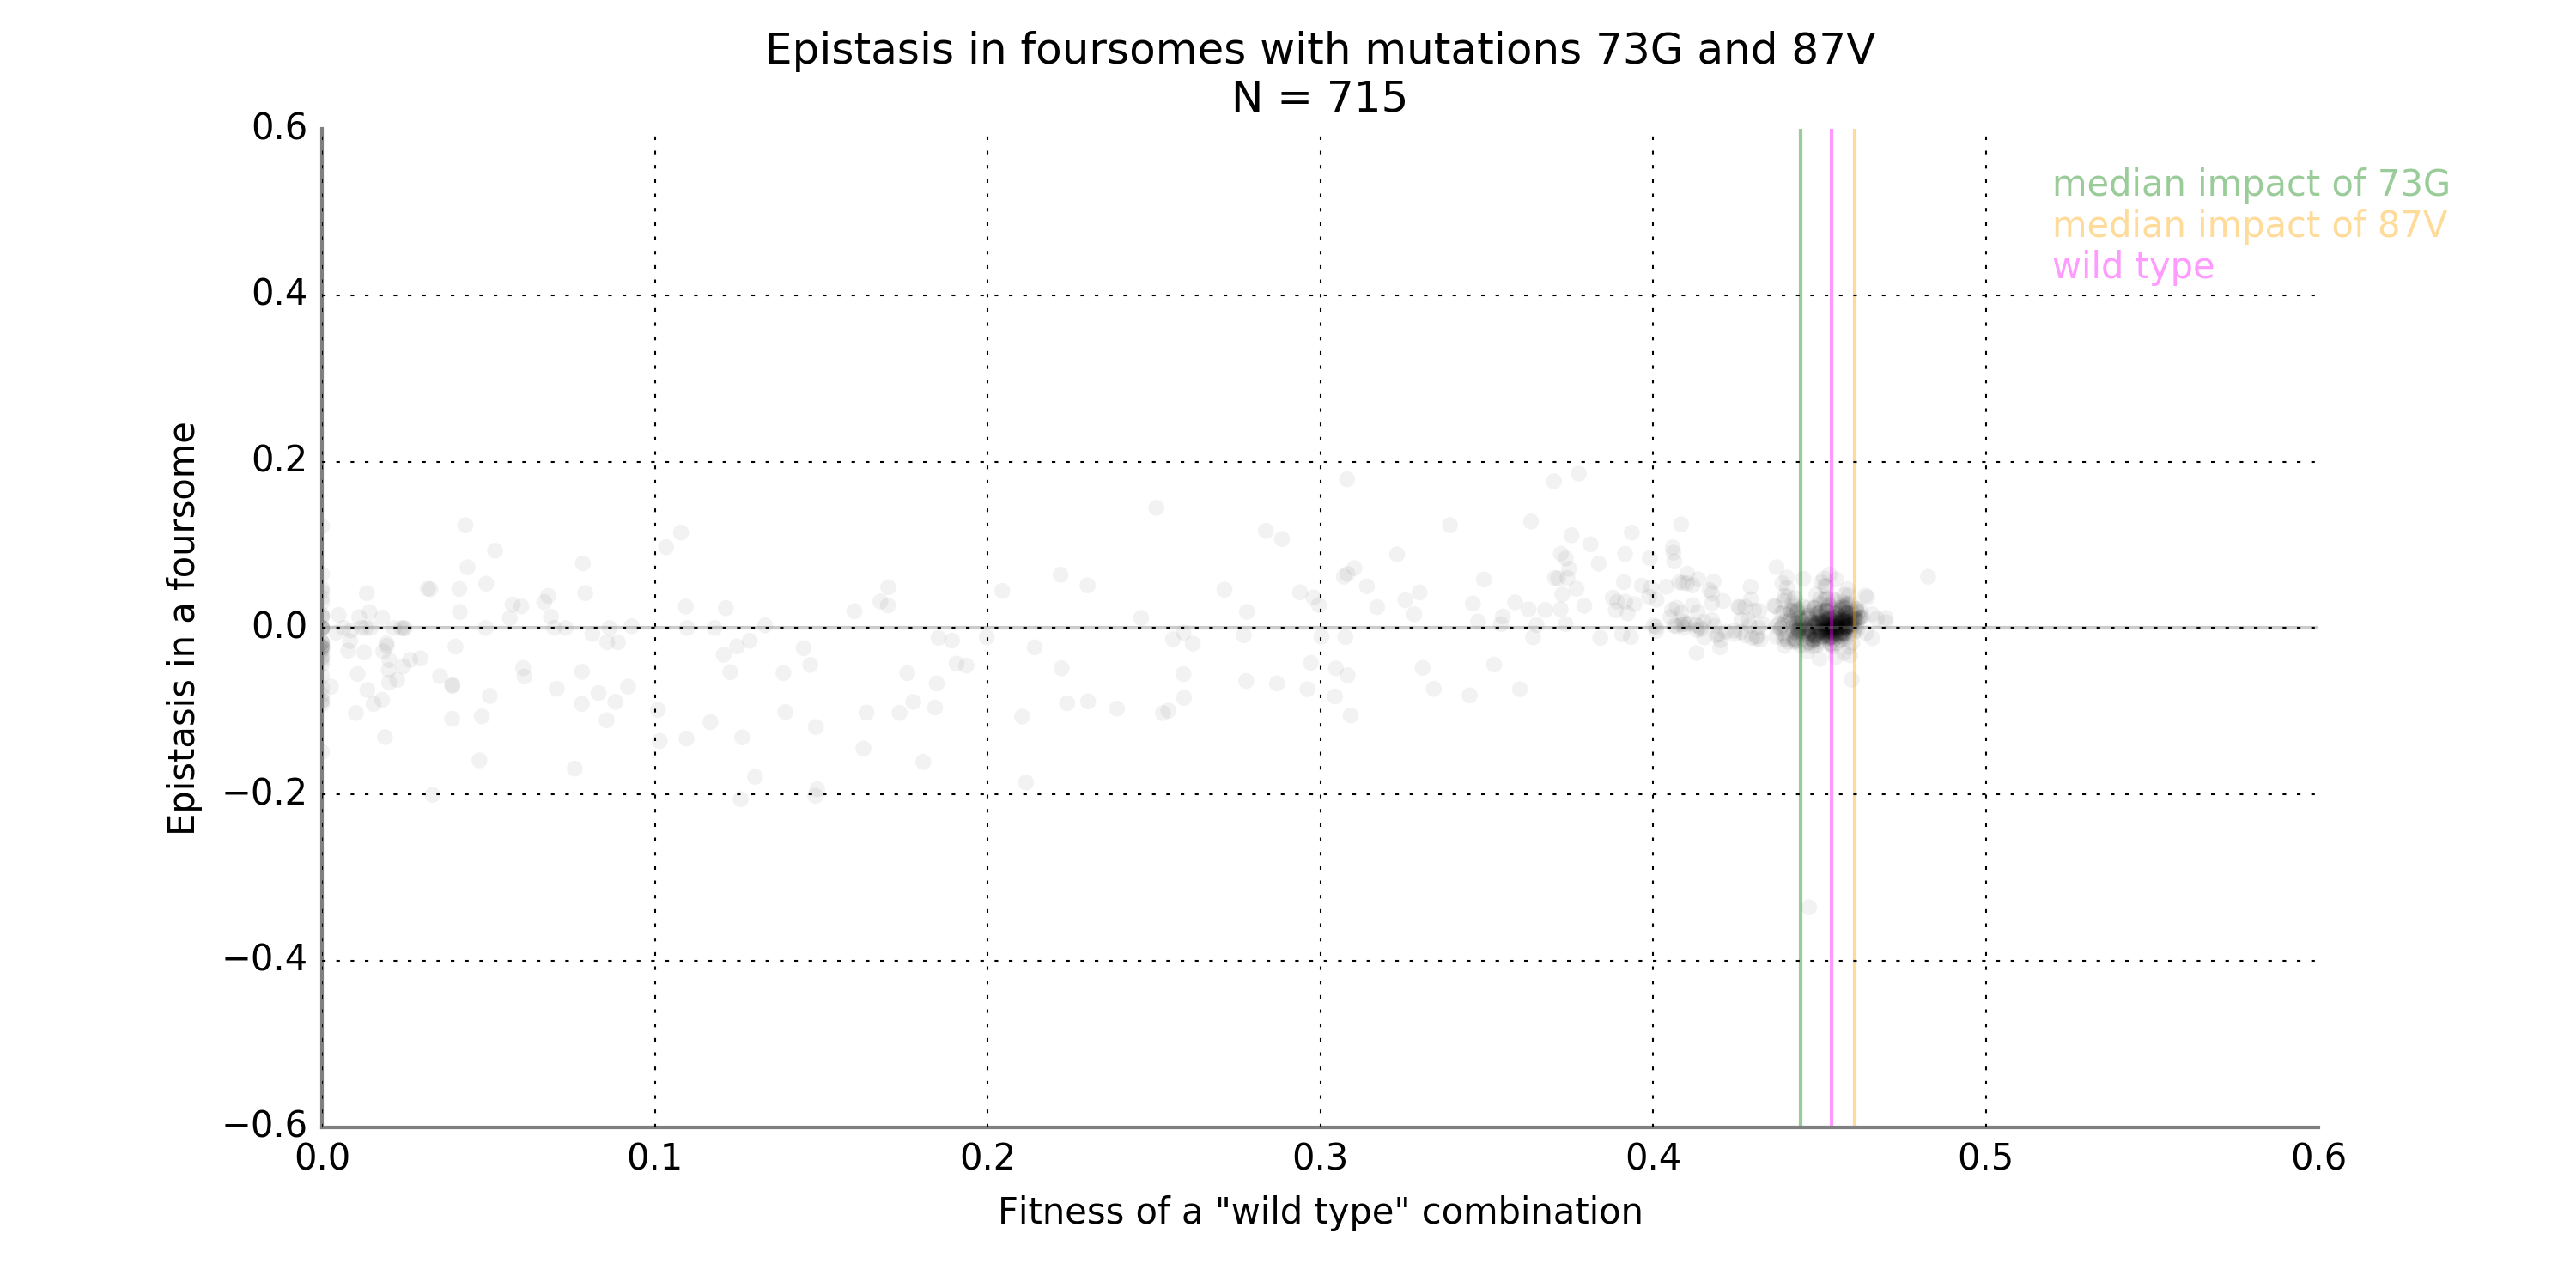 Epistasis in foursomes with mutations 73G and 87V
N = 715
0.6
0.4
0.2
0.0
−0.2
−0.4
−0.6
Epistasis in a foursome
median impact of 73G
median impact of 87V
wild type
0.0 0.1 0.2 0.3 0.4 0.5 0.6
Fitness of a "wild type" combination